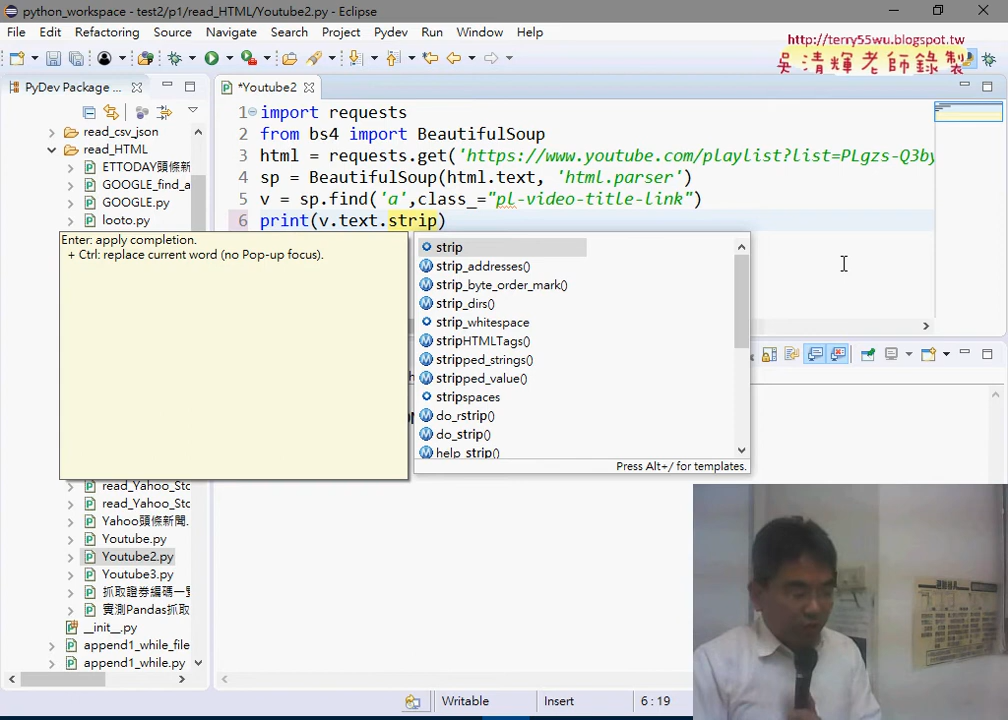 python_workspace - test2/p1/read_HTML/Youtube2.py - Eclipse
File Edit Refactoring Source Navigate Search Project Pydev Run Window Help
http://terry55wu.blogspot.tw
吳清輝老師錄製
PyDev Package ...
*Youtube2
read_csv_json
read_HTML
ETTODAY頭條新
GOOGLE_find_a
GOOGLE.py
looto.py
1 import requests
2 from bs4 import BeautifulSoup
3 html = requests.get('https://www.youtube.com/playlist?list=PLgzs-Q3by
4 sp = BeautifulSoup(html.text, 'html.parser')
5 v = sp.find('a',class_="pl-video-title-link")
6 print(v.text.strip)
Enter: apply completion.
+ Ctrl: replace current word (no Pop-up focus).
strip
strip_addresses()
strip_byte_order_mark()
strip_dirs()
strip_whitespace
stripHTMLTags()
stripped_strings()
stripped_value()
stripspaces
do_rstrip()
do_strip()
help_strip()
Press Alt+/ for templates.
read_Yahoo_Sto
read_Yahoo_Stc
Yahoo頭條新聞.
Youtube.py
Youtube2.py
Youtube3.py
抓取證券編碼一覽
實測Pandas抓取
__init__.py
append1_while_file
append1_while.py
Writable Insert 6:19